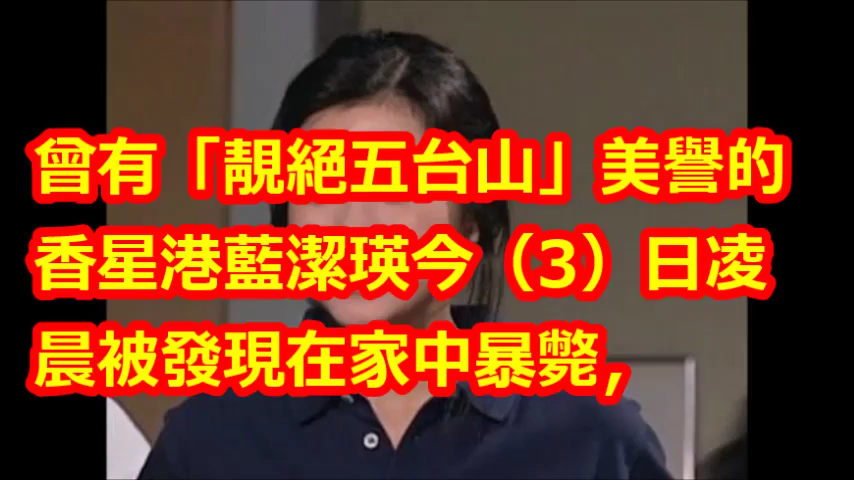 曾有「靚絕五台山」美譽的
香星港藍潔瑛今（3）日凌
晨被發現在家中暴斃,